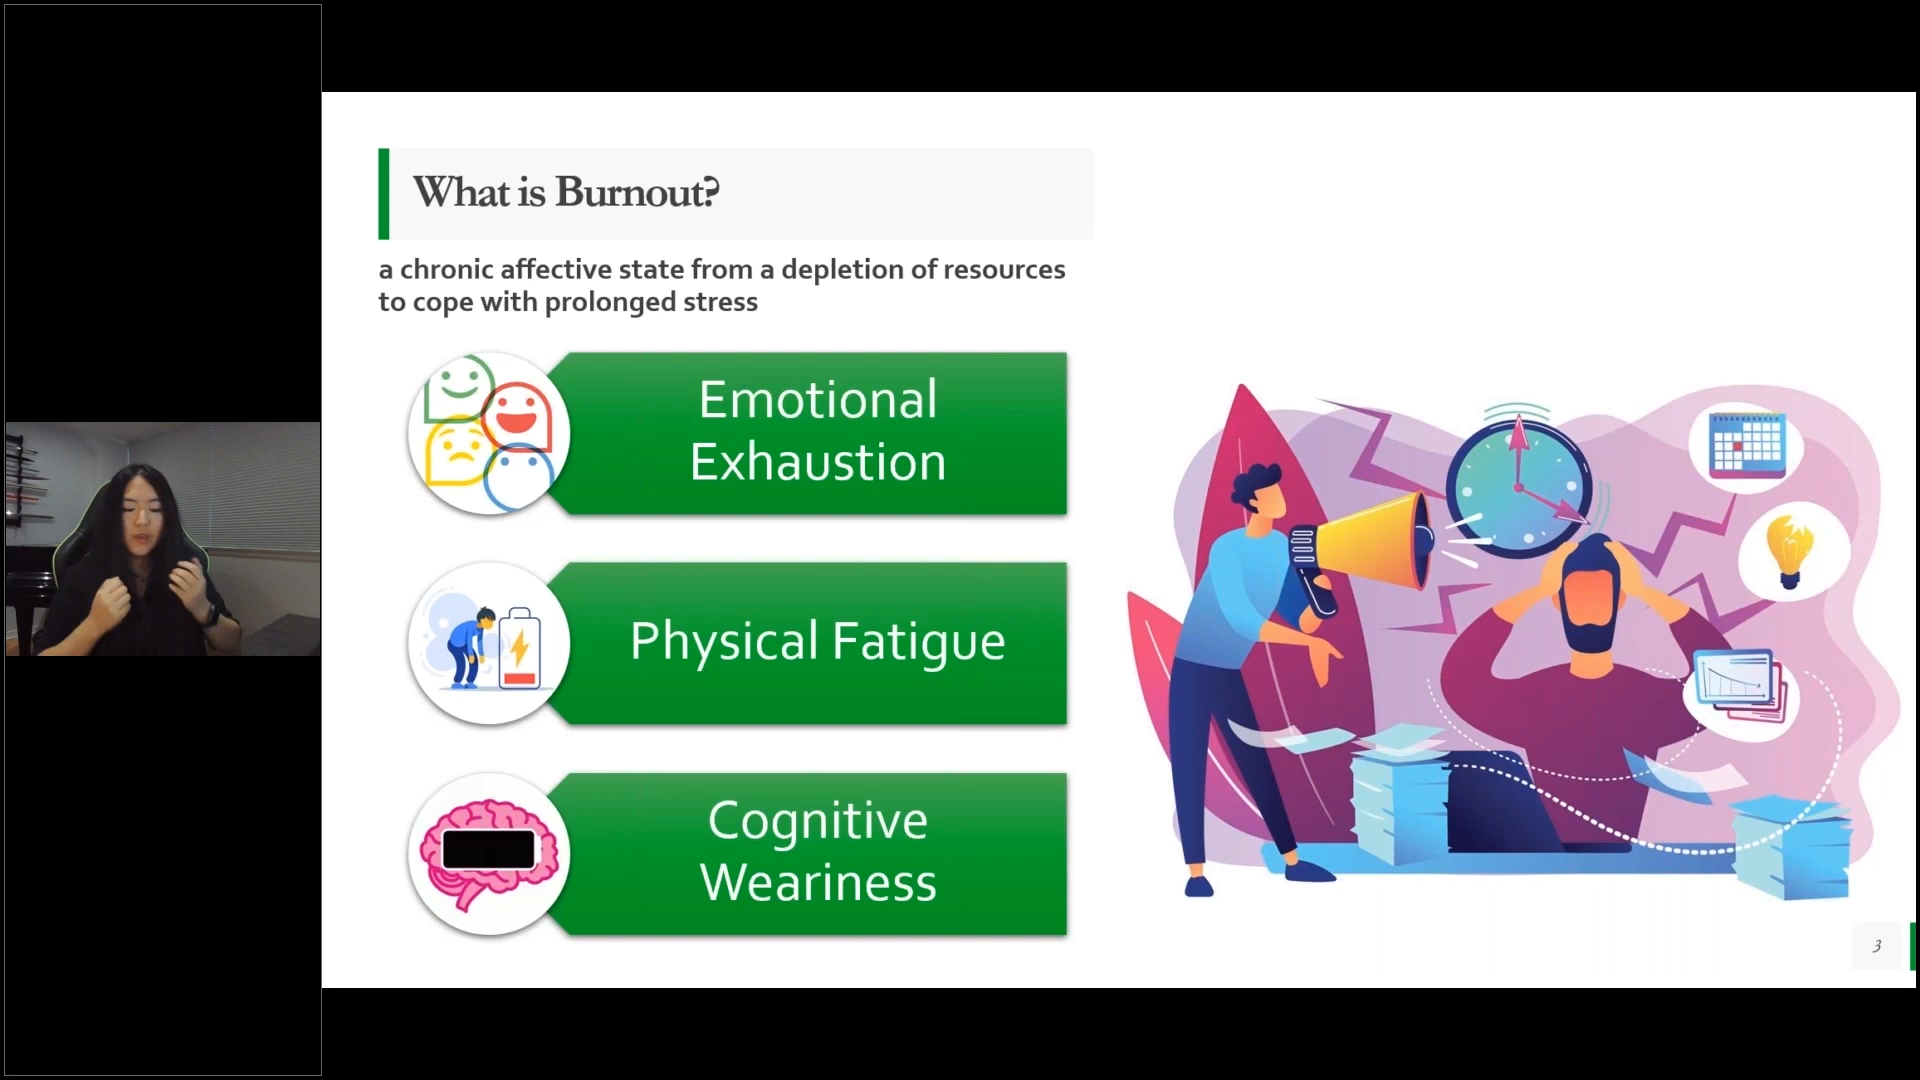 What is Burnout?
a chronic affective state from a depletion of resources
to cope with prolonged stress
Emotional
Exhaustion
Physical Fatigue
Cognitive
Weariness
3